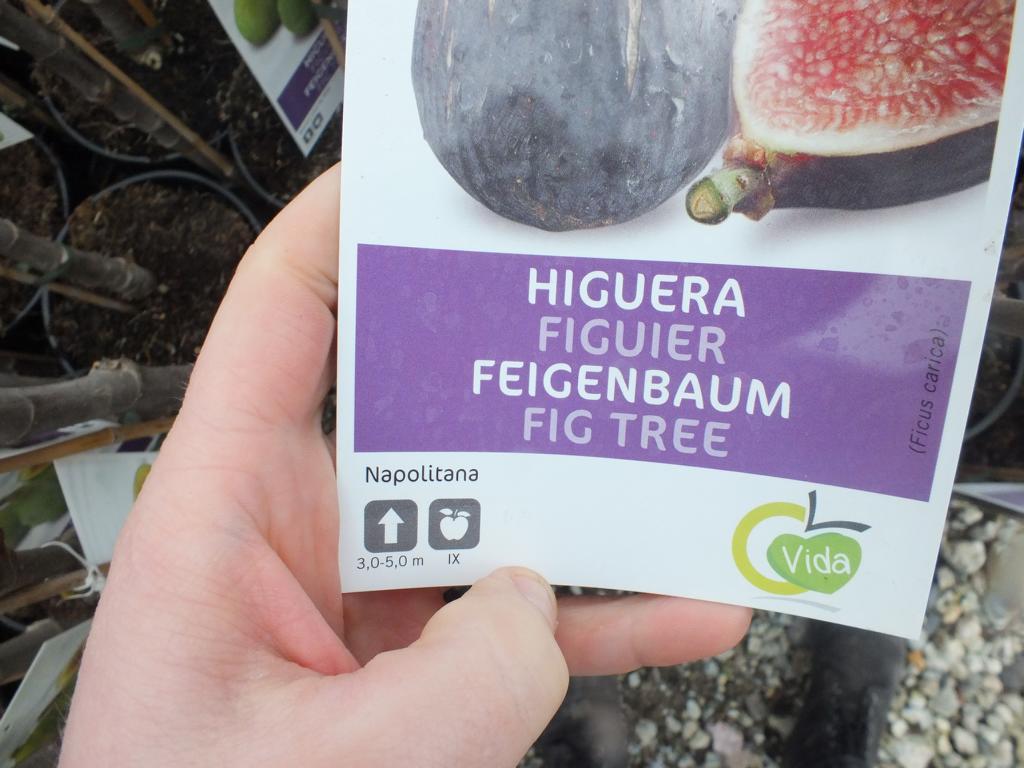 HIGUERA
FIGUIER
FEIGENBAUM
FIG TREE
(Ficus carica)
Napolitana
3,0-5,0 m
IX
Vida